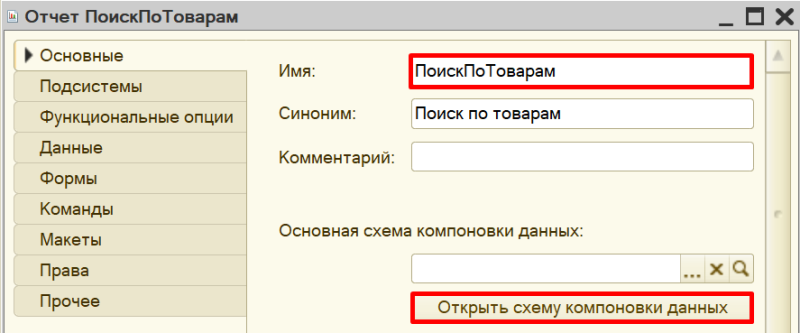 Отчет ПоискПоТоварам
Основные
Подсистемы
Функциональные опции
Данные
Формы
Команды
Макеты
Права
Прочее
Имя: ПоискПоТоварам
Синоним: Поиск по товарам
Комментарий:
Основная схема компоновки данных:
...
Открыть схему компоновки данных